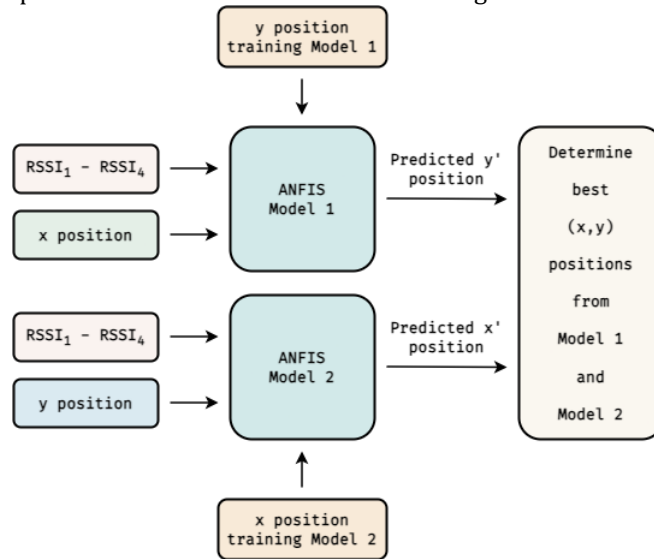 y position
training Model 1
RSSI₁ – RSSI₄
x position
ANFIS
Model 1
Predicted y'
position
RSSI₁ – RSSI₄
y position
ANFIS
Model 2
Predicted x'
position
Determine
best
(x,y)
positions
from
Model 1
and
Model 2
x position
training Model 2